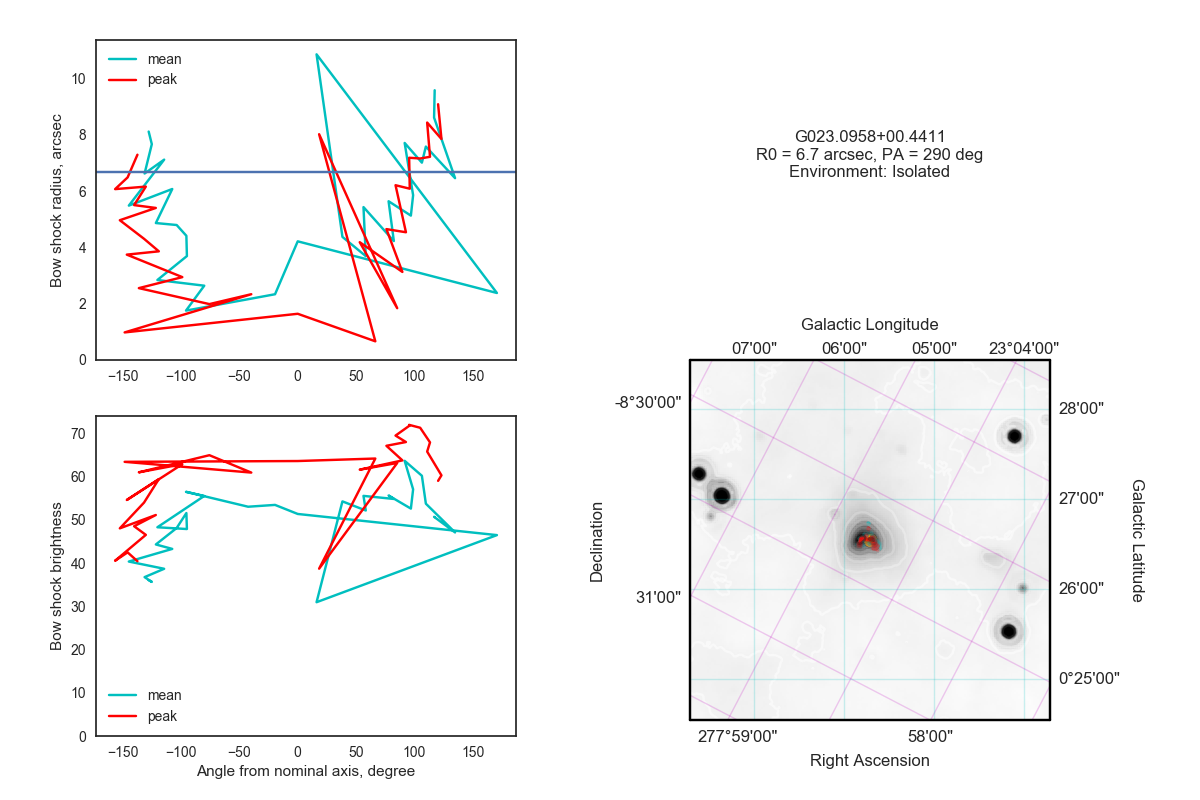 mean
peak
10
8
6
4
2
0
Bow shock radius, arcsec
−150 −100 −50 0 50 100 150
70
60
50
40
30
20
10
0
Bow shock brightness
mean
peak
−150 −100 −50 0 50 100 150
Angle from nominal axis, degree
G023.0958+00.4411
R0 = 6.7 arcsec, PA = 290 deg
Environment: Isolated
Galactic Longitude
07'00" 06'00" 05'00" 23°04'00"
-8°30'00"
31'00"
Declination
28'00"
27'00"
26'00"
0°25'00"
Galactic Latitude
277°59'00" 58'00"
Right Ascension